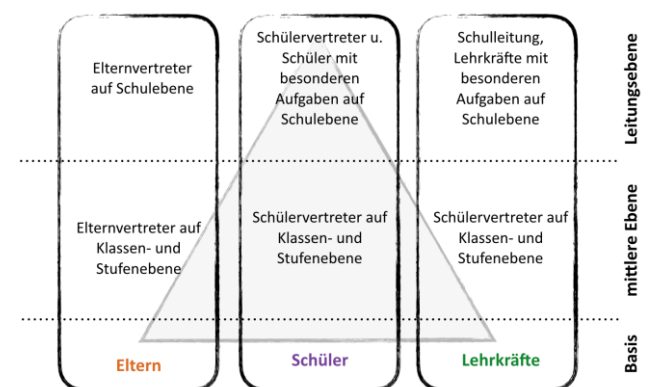 Elternvertreter
auf Schulebene
Schülervertreter u.
Schüler mit
besonderen
Aufgaben auf
Schulebene
Schulleitung,
Lehrkräfte mit
besonderen
Aufgaben auf
Schulebene
Leitungsebene
Elternvertreter auf
Klassen- und
Stufenebene
Schülervertreter auf
Klassen- und
Stufenebene
Schülervertreter auf
Klassen- und
Stufenebene
mittlere Ebene
Eltern
Schüler
Lehrkräfte
Basis